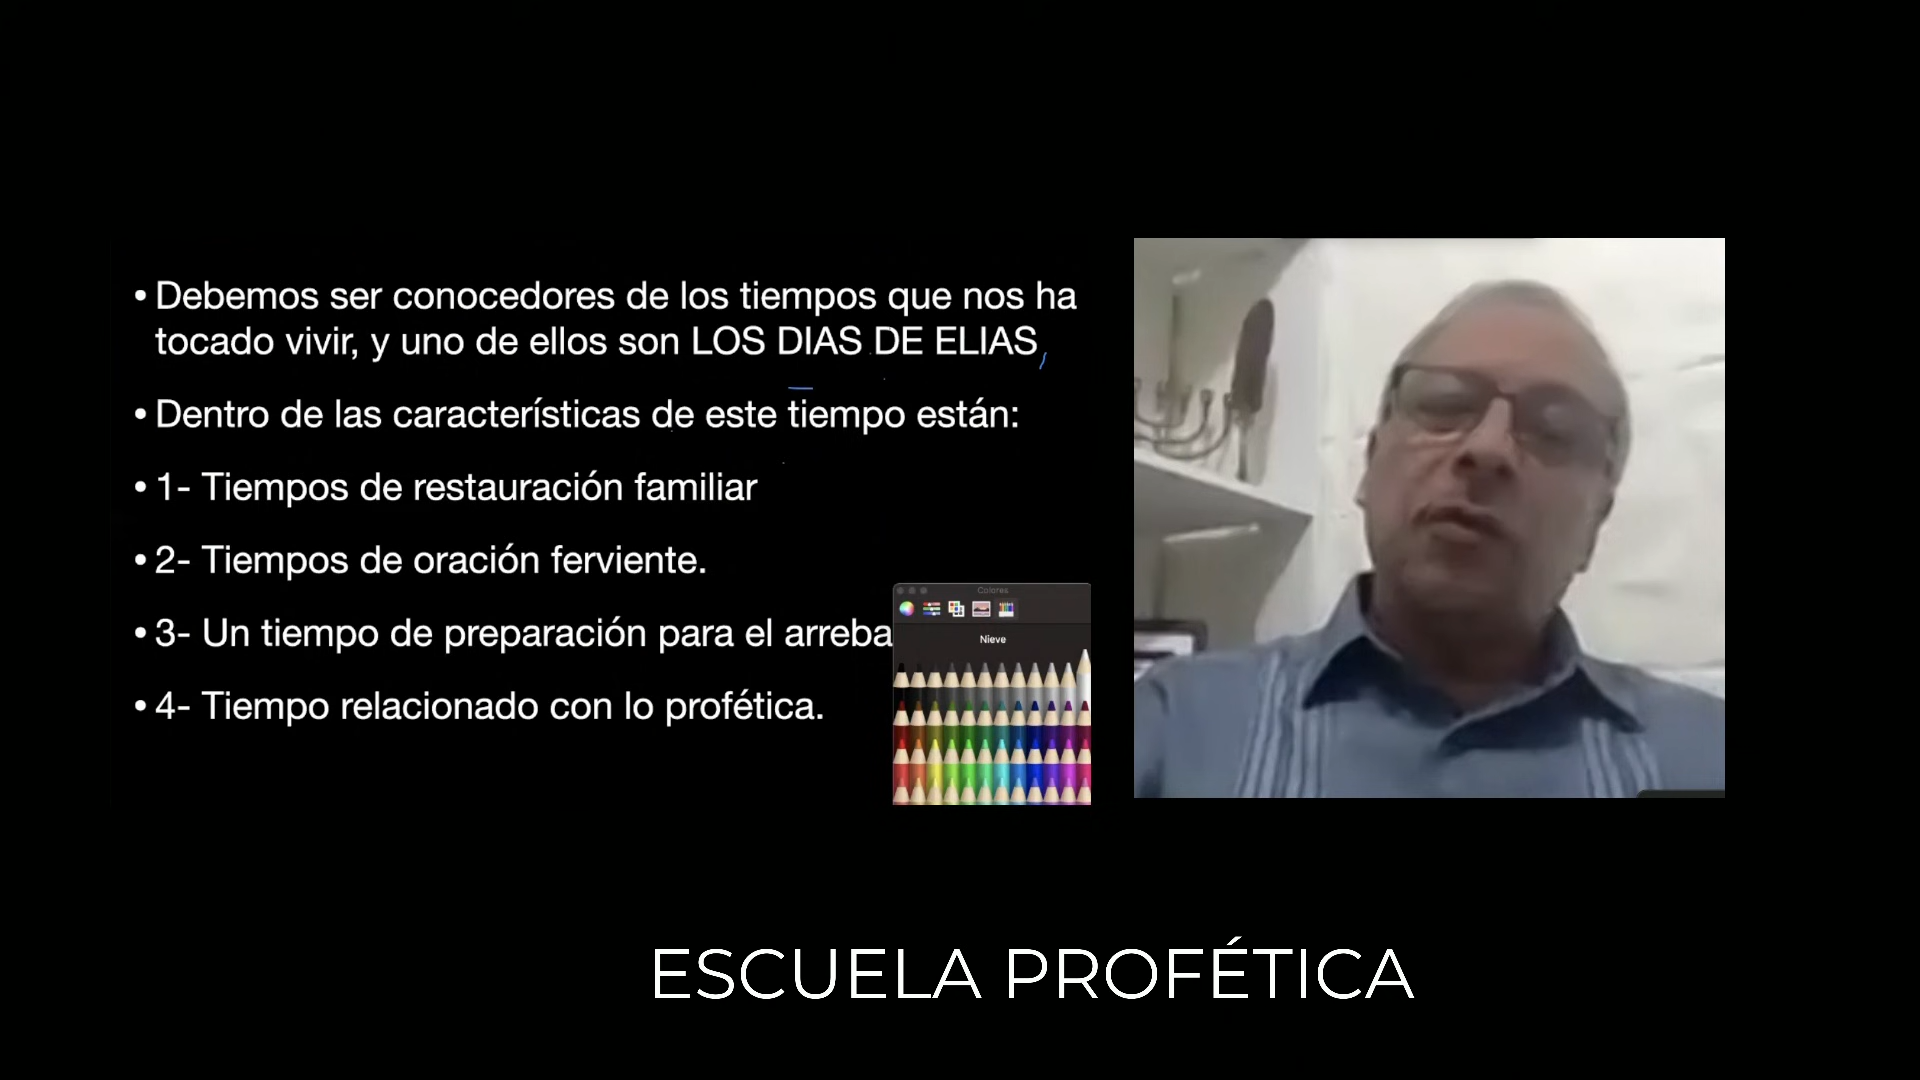 • Debemos ser conocedores de los tiempos que nos ha
tocado vivir, y uno de ellos son LOS DIAS DE ELIAS
• Dentro de las características de este tiempo están:
• 1- Tiempos de restauración familiar
• 2- Tiempos de oración ferviente.
• 3- Un tiempo de preparación para el arreba
• 4- Tiempo relacionado con lo profética.
Colores
Nieve
ESCUELA PROFÉTICA